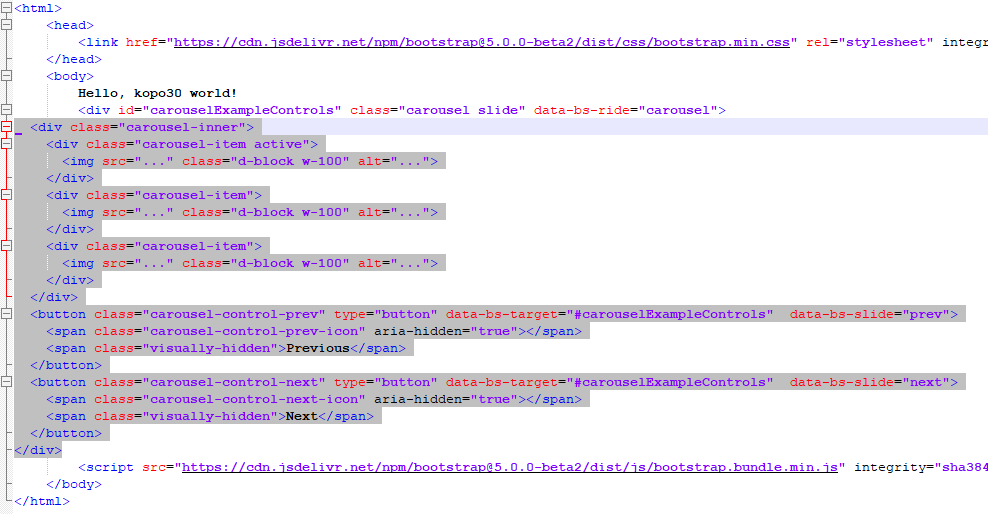 <html>
<head>
<link href="https://cdn.jsdelivr.net/npm/bootstrap@5.0.0-beta2/dist/css/bootstrap.min.css" rel="stylesheet" integr
</head>
<body>
Hello, kopo30 world!
<div id="carouselExampleControls" class="carousel slide" data-bs-ride="carousel">
<div class="carousel-inner">
<div class="carousel-item active">
<img src="..." class="d-block w-100" alt="...">
</div>
<div class="carousel-item">
<img src="..." class="d-block w-100" alt="...">
</div>
<div class="carousel-item">
<img src="..." class="d-block w-100" alt="...">
</div>
</div>
<button class="carousel-control-prev" type="button" data-bs-target="#carouselExampleControls"  data-bs-slide="prev">
<span class="carousel-control-prev-icon" aria-hidden="true"></span>
<span class="visually-hidden">Previous</span>
</button>
<button class="carousel-control-next" type="button" data-bs-target="#carouselExampleControls"  data-bs-slide="next">
<span class="carousel-control-next-icon" aria-hidden="true"></span>
<span class="visually-hidden">Next</span>
</button>
</div>
<script src="https://cdn.jsdelivr.net/npm/bootstrap@5.0.0-beta2/dist/js/bootstrap.bundle.min.js" integrity="sha384
</body>
</html>